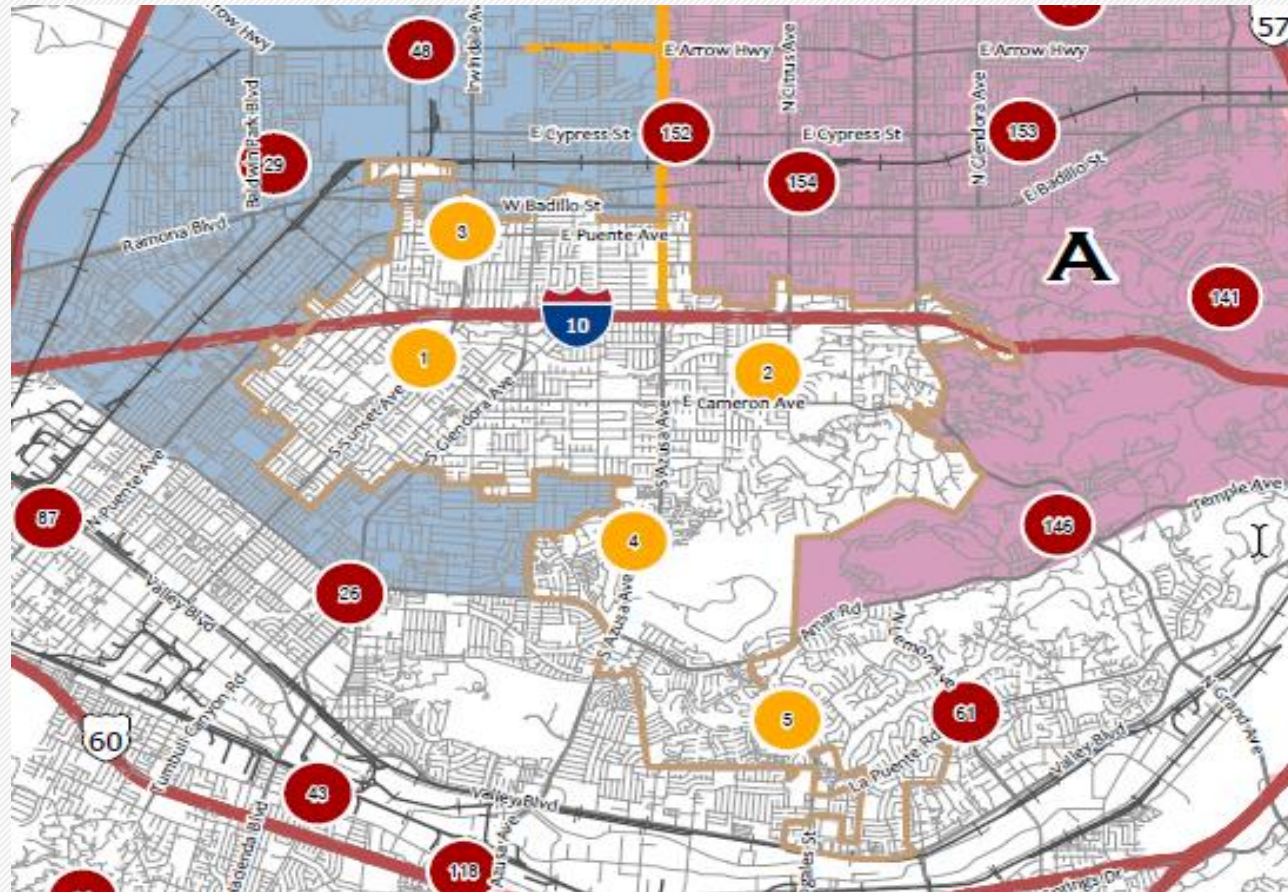 Arrow Hwy
48
Irwindale Av
E Arrow Hwy
N Citrus Ave
E Arrow Hwy
57
Baldwin Park Blvd
29
E Cypress St
152
E Cypress St
154
N Glendora Ave
153
E Badillo St
Ramona Blvd
W Badillo St
3
E Puente Ave
A
141
10
1
2
S Sunset Ave
S Glendora Ave
E Cameron Ave
S Azusa Ave
N Puente Ave
87
4
146
Temple Ave
Valley Blvd
26
S Azusa Ave
Amar Rd
N Lemon Ave
5
61
N Grand Ave
60
Turnbull Canyon Rd
La Puente Rd
Valley Blvd
43
Valley Blvd
Azusa Ave
118